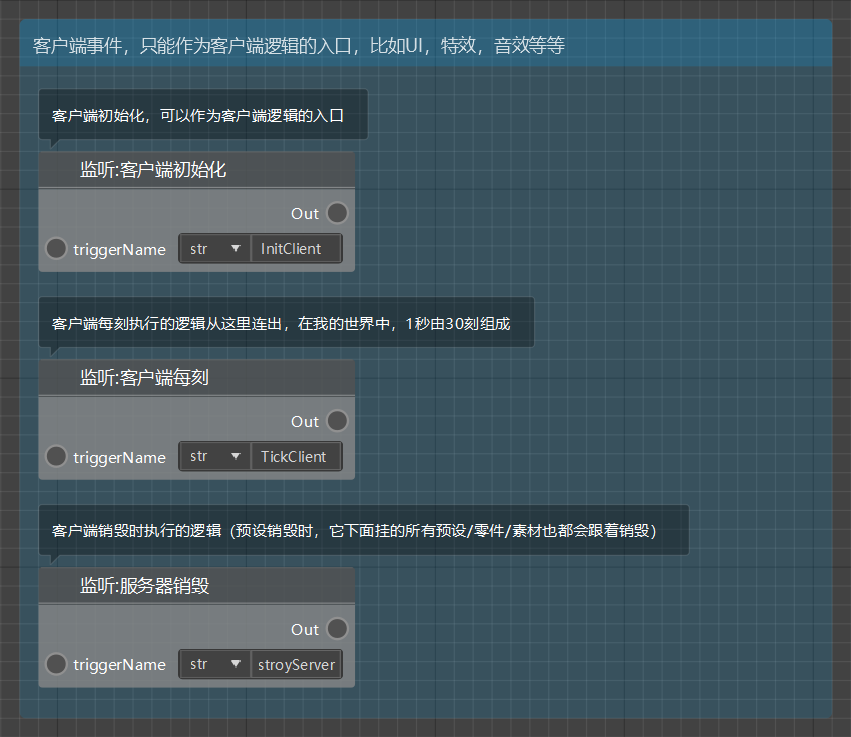 客户端事件，只能作为客户端逻辑的入口，比如UI，特效，音效等等
客户端初始化，可以作为客户端逻辑的入口
监听:客户端初始化
Out
triggerName str InitClient
客户端每刻执行的逻辑从这里连出，在我的世界中，1秒由30刻组成
监听:客户端每刻
Out
triggerName str TickClient
客户端销毁时执行的逻辑（预设销毁时，它下面挂的所有预设/零件/素材也都会跟着销毁）
监听:服务器销毁
Out
triggerName str stroyServer